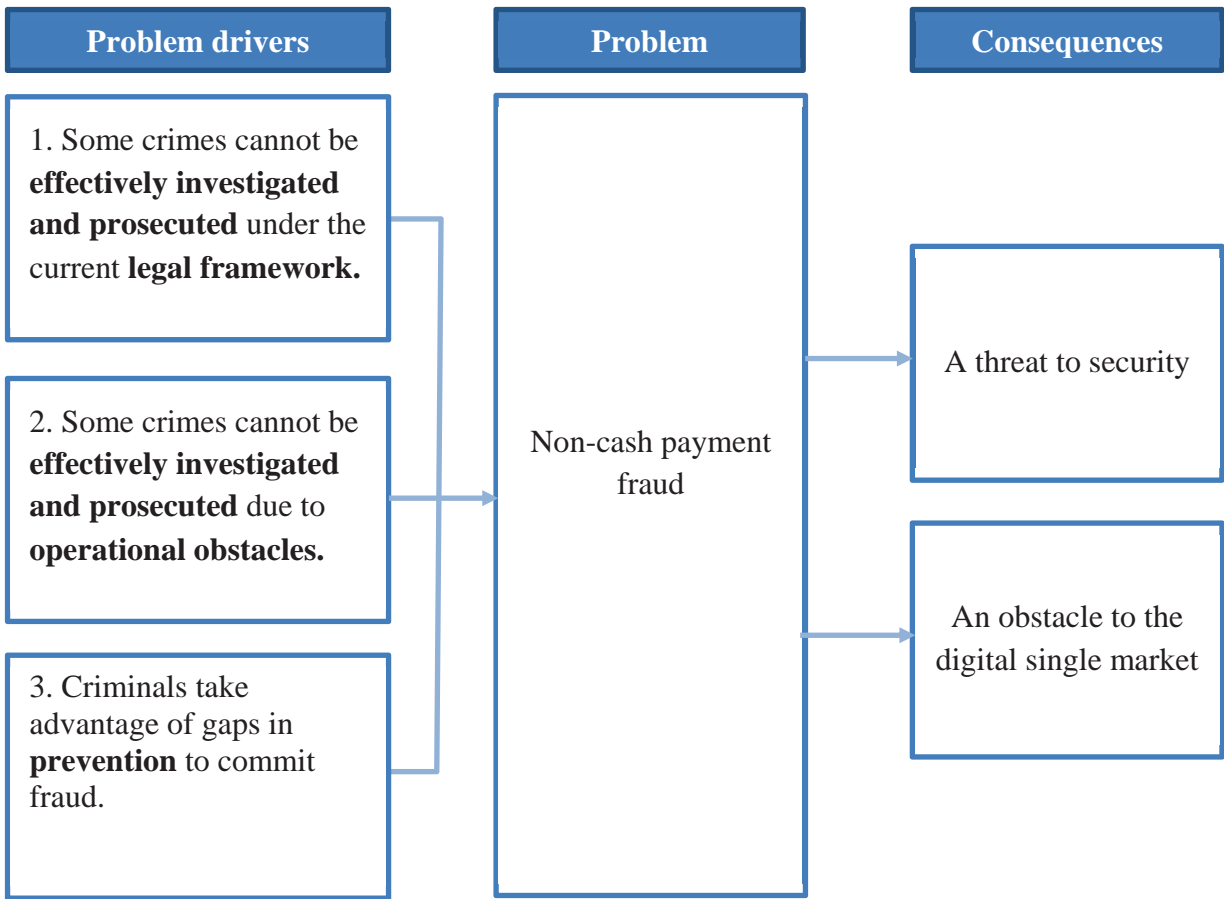 Problem drivers
Problem
Consequences
1. Some crimes cannot be
effectively investigated
and prosecuted under the
current legal framework.
2. Some crimes cannot be
effectively investigated
and prosecuted due to
operational obstacles.
3. Criminals take
advantage of gaps in
prevention to commit
fraud.
Non-cash payment
fraud
A threat to security
An obstacle to the
digital single market